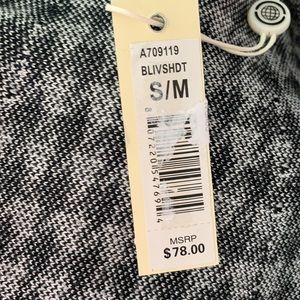 A709119
BLIVSHDT
S/M
MSRP
$78.00